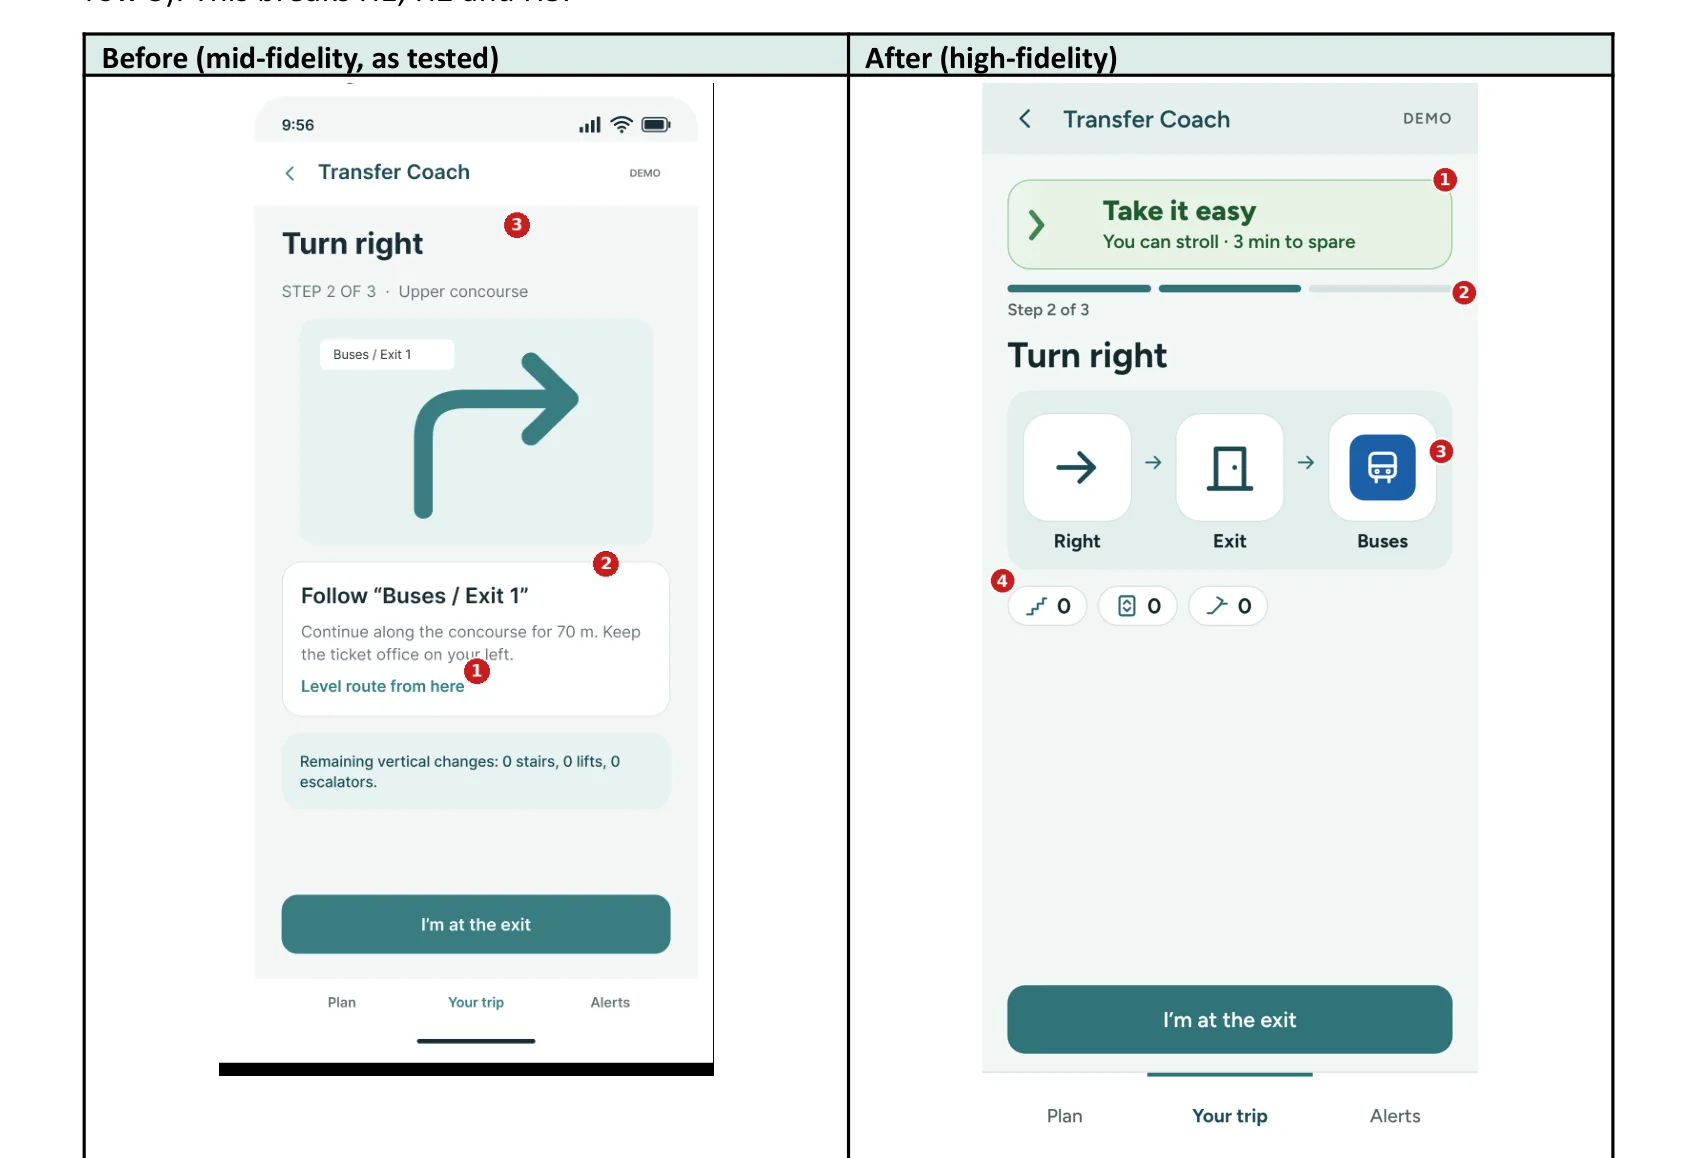 Before (mid-fidelity, as tested)
After (high-fidelity)
9:56
Transfer Coach
DEMO
3
Turn right
STEP 2 OF 3 · Upper concourse
Buses / Exit 1
2
Follow “Buses / Exit 1”
Continue along the concourse for 70 m. Keep
the ticket office on your left.
1
Level route from here
Remaining vertical changes: 0 stairs, 0 lifts, 0
escalators.
I’m at the exit
Plan Your trip Alerts
Transfer Coach
DEMO
1
Take it easy
You can stroll · 3 min to spare
2
Step 2 of 3
Turn right
3
Right Exit Buses
4
0 0 0
I’m at the exit
Plan Your trip Alerts